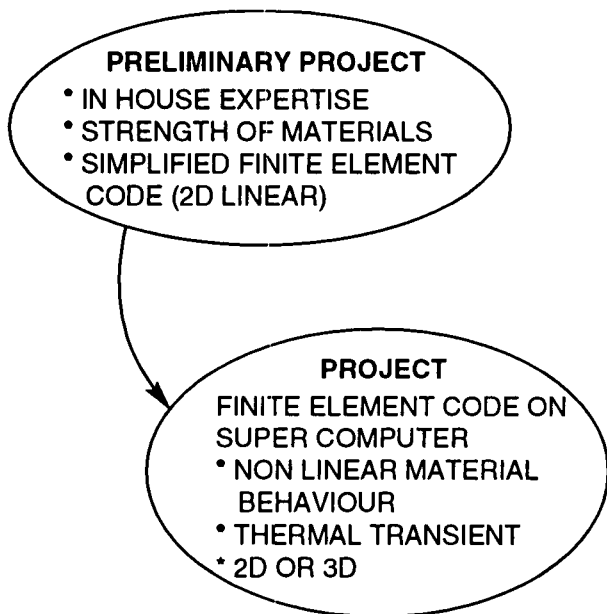 PRELIMINARY PROJECT
* IN HOUSE EXPERTISE
* STRENGTH OF MATERIALS
* SIMPLIFIED FINITE ELEMENT
CODE (2D LINEAR)
PROJECT
FINITE ELEMENT CODE ON
SUPER COMPUTER
* NON LINEAR MATERIAL
BEHAVIOUR
* THERMAL TRANSIENT
* 2D OR 3D